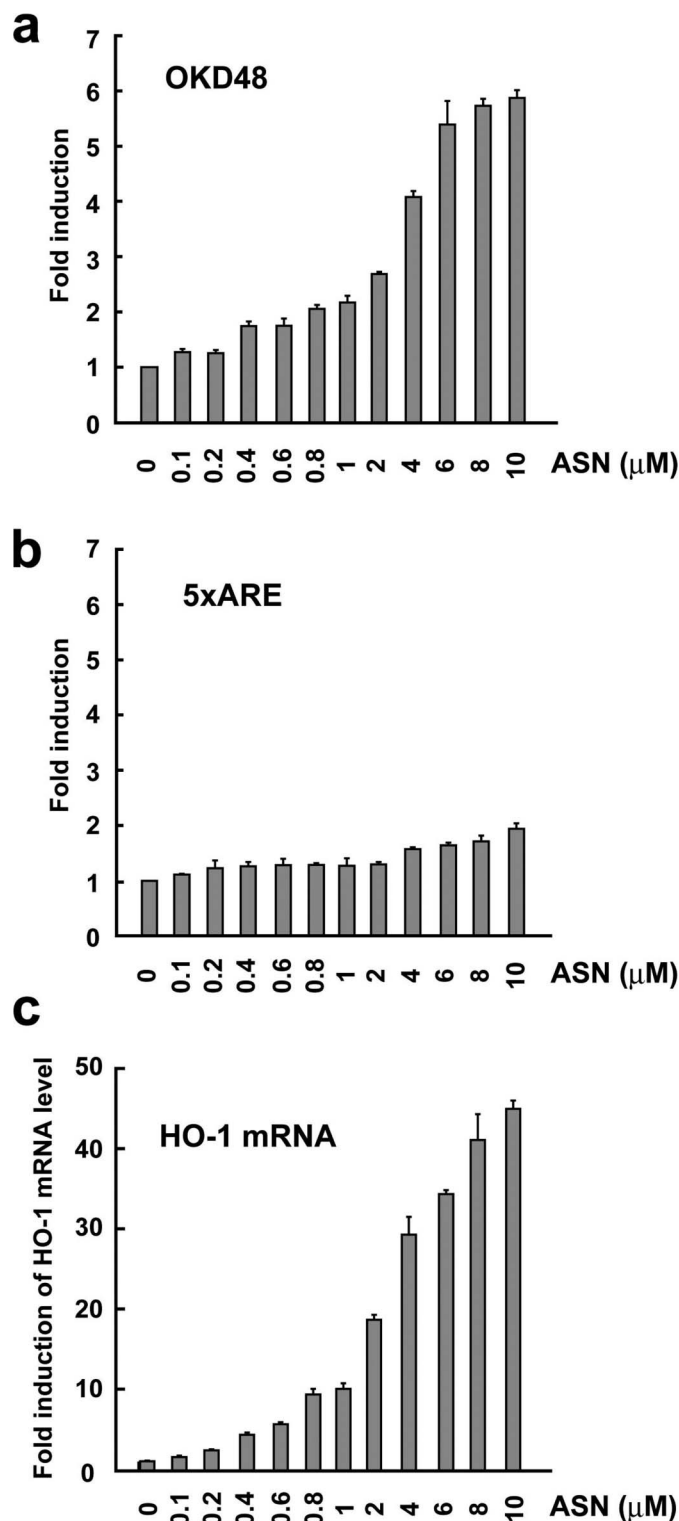 a
OKD48
Fold induction
7
6
5
4
3
2
1
0
0 0.1 0.2 0.4 0.6 0.8 1 2 4 6 8 10 ASN (μM)
b
5xARE
Fold induction
7
6
5
4
3
2
1
0
0 0.1 0.2 0.4 0.6 0.8 1 2 4 6 8 10 ASN (μM)
c
HO-1 mRNA
Fold induction of HO-1 mRNA level
50
40
30
20
10
0
0 0.1 0.2 0.4 0.6 0.8 1 2 4 6 8 10 ASN (μM)